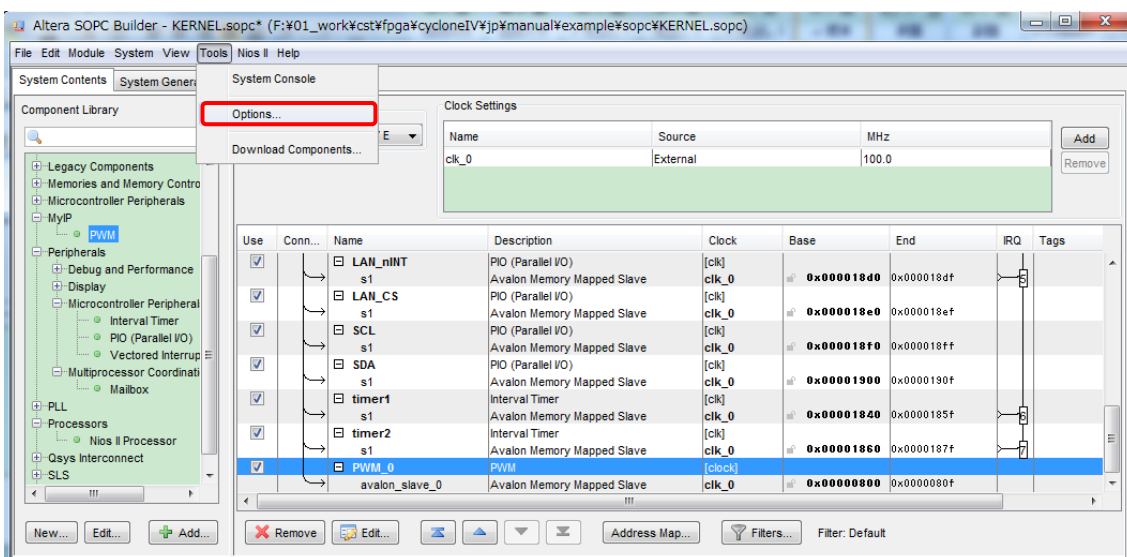 Altera SOPC Builder - KERNEL.sopc* (F:¥01_work¥cst¥fpga¥cycloneIV¥jp¥manual¥example¥sopc¥KERNEL.sopc)
File Edit Module System View Tools Nios II Help
System Contents System Genera
System Console
Options...
Download Components...
Component Library
E
Clock Settings
Name Source MHz
clk_0 External 100.0
Add
Remove
Legacy Components
Memories and Memory Contro
Microcontroller Peripherals
MyIP
PWM
Peripherals
Debug and Performance
Display
Microcontroller Peripheral
Interval Timer
PIO (Parallel I/O)
Vectored Interrup
Multiprocessor Coordinati
Mailbox
PLL
Processors
Nios II Processor
Qsys Interconnect
SLS
Use Conn... Name Description Clock Base End IRQ Tags
LAN_nINT PIO (Parallel I/O) [clk]
s1 Avalon Memory Mapped Slave clk_0 0x000018d0 0x000018df 5
LAN_CS PIO (Parallel I/O) [clk]
s1 Avalon Memory Mapped Slave clk_0 0x000018e0 0x000018ef
SCL PIO (Parallel I/O) [clk]
s1 Avalon Memory Mapped Slave clk_0 0x000018f0 0x000018ff
SDA PIO (Parallel I/O) [clk]
s1 Avalon Memory Mapped Slave clk_0 0x00001900 0x0000190f
timer1 Interval Timer [clk]
s1 Avalon Memory Mapped Slave clk_0 0x00001840 0x0000185f 6
timer2 Interval Timer [clk]
s1 Avalon Memory Mapped Slave clk_0 0x00001860 0x0000187f 7
PWM_0 PWM [clock]
avalon_slave_0 Avalon Memory Mapped Slave clk_0 0x00000800 0x0000080f
New... Edit... Add... Remove Edit... Address Map... Filters... Filter: Default